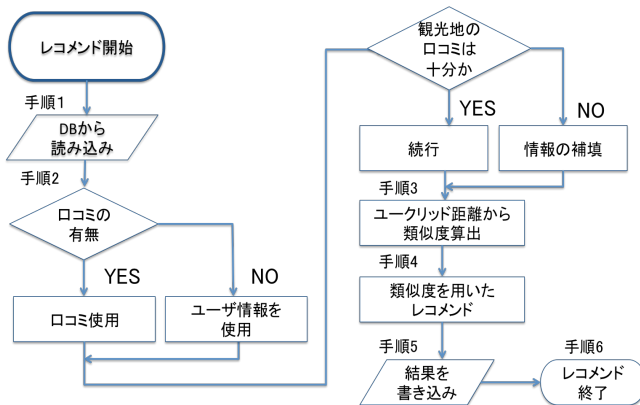 レコメンド開始
手順1
DBから
読み込み
手順2
口コミの
有無
YES
NO
口コミ使用
ユーザ情報を
使用
観光地の
口コミは
十分か
YES
NO
続行
情報の補填
手順3
ユークリッド距離から
類似度算出
手順4
類似度を用いた
レコメンド
手順5
結果を
書き込み
手順6
レコメンド
終了